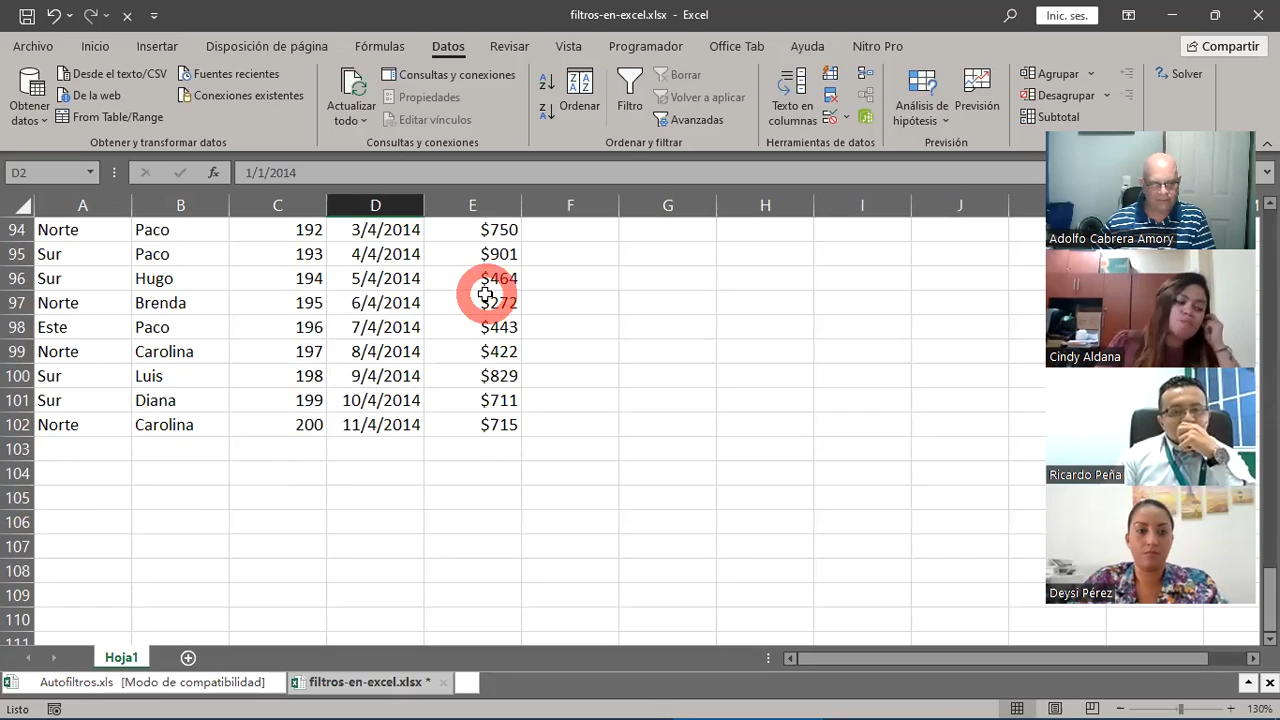 filtros-en-excel.xlsx - Excel
Inic. ses.
Archivo Inicio Insertar Disposición de página Fórmulas Datos Revisar Vista Programador Office Tab Ayuda Nitro Pro
Compartir
Obtener datos
Desde el texto/CSV
De la web
From Table/Range
Fuentes recientes
Conexiones existentes
Obtener y transformar datos
Actualizar todo
Consultas y conexiones
Propiedades
Editar vínculos
Consultas y conexiones
Ordenar
Filtro
Borrar
Volver a aplicar
Avanzadas
Ordenar y filtrar
Texto en columnas
Herramientas de datos
Análisis de hipótesis
Previsión
Previsión
Agrupar
Desagrupar
Subtotal
Solver
D2 fx 1/1/2014
A B C D E F G H I J
94 Norte Paco 192 3/4/2014 $750
95 Sur Paco 193 4/4/2014 $901
96 Sur Hugo 194 5/4/2014 $464
97 Norte Brenda 195 6/4/2014 $272
98 Este Paco 196 7/4/2014 $443
99 Norte Carolina 197 8/4/2014 $422
100 Sur Luis 198 9/4/2014 $829
101 Sur Diana 199 10/4/2014 $711
102 Norte Carolina 200 11/4/2014 $715
103
104
105
106
107
108
109
110
111
Adolfo Cabrera Amory
Cindy Aldana
Ricardo Peña
Deysi Pérez
Hoja1
Autofiltros.xls [Modo de compatibilidad] filtros-en-excel.xlsx *
Listo
130%